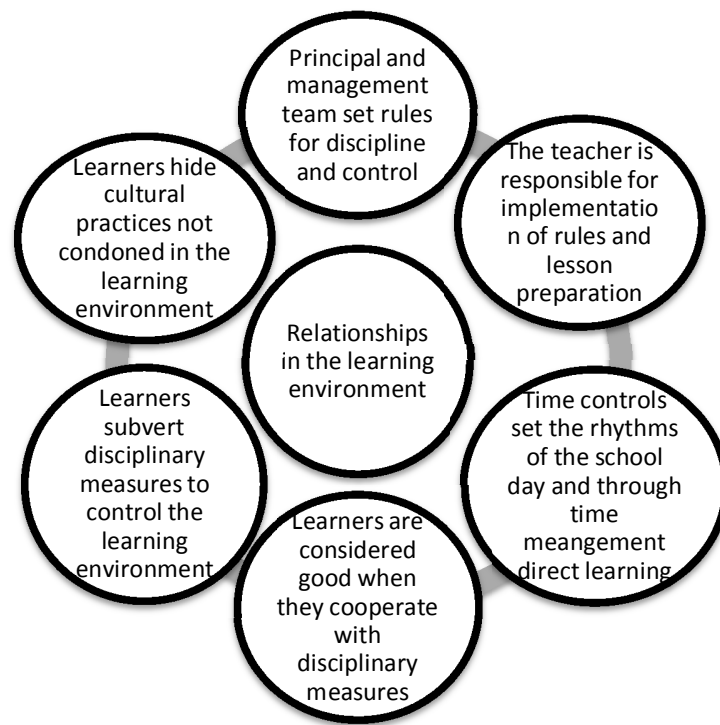 Principal and
management
team set rules
for discipline
and control
The teacher is
responsible for
implementatio
n of rules and
lesson
preparation
Time controls
set the rhythms
of the school
day and through
time
meangement
direct learning
Learners are
considered
good when
they cooperate
with
disciplinary
measures
Learners
subvert
disciplinary
measures to
control the
learning
environment
Learners hide
cultural
practices not
condoned in the
learning
environment
Relationships
in the learning
environment